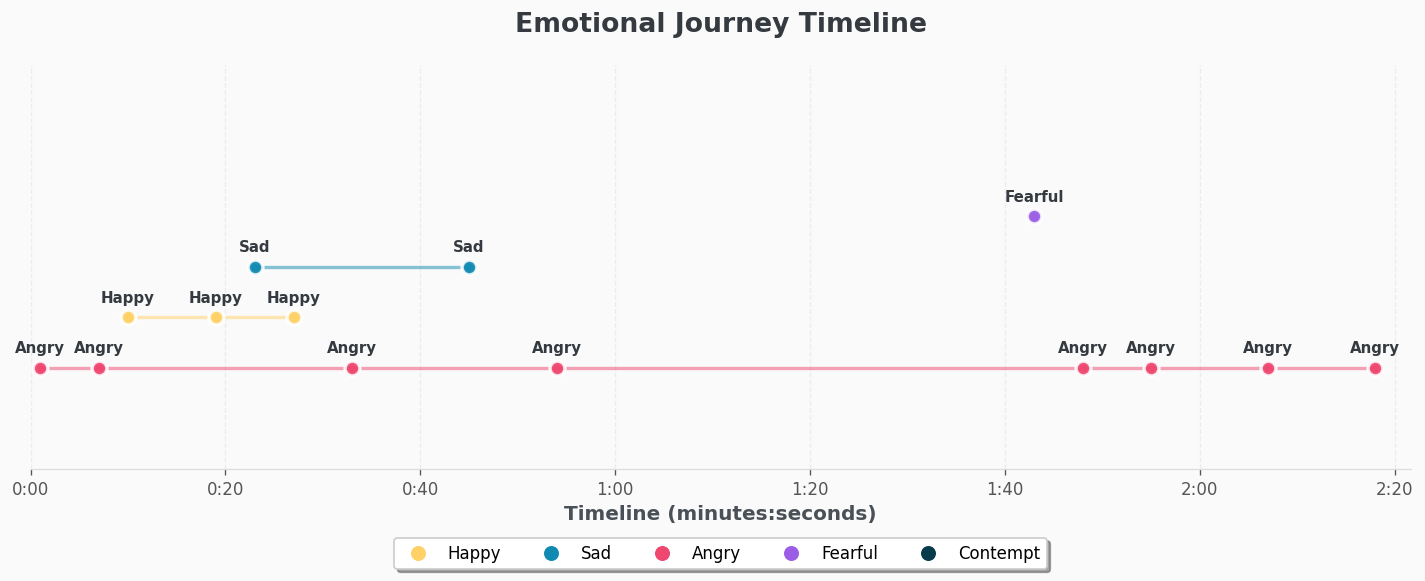 Emotional Journey Timeline
Fearful
Sad Sad
Happy Happy Happy
Angry Angry Angry Angry Angry Angry Angry Angry
0:00 0:20 0:40 1:00 1:20 1:40 2:00 2:20
Timeline (minutes:seconds)
Happy Sad Angry Fearful Contempt